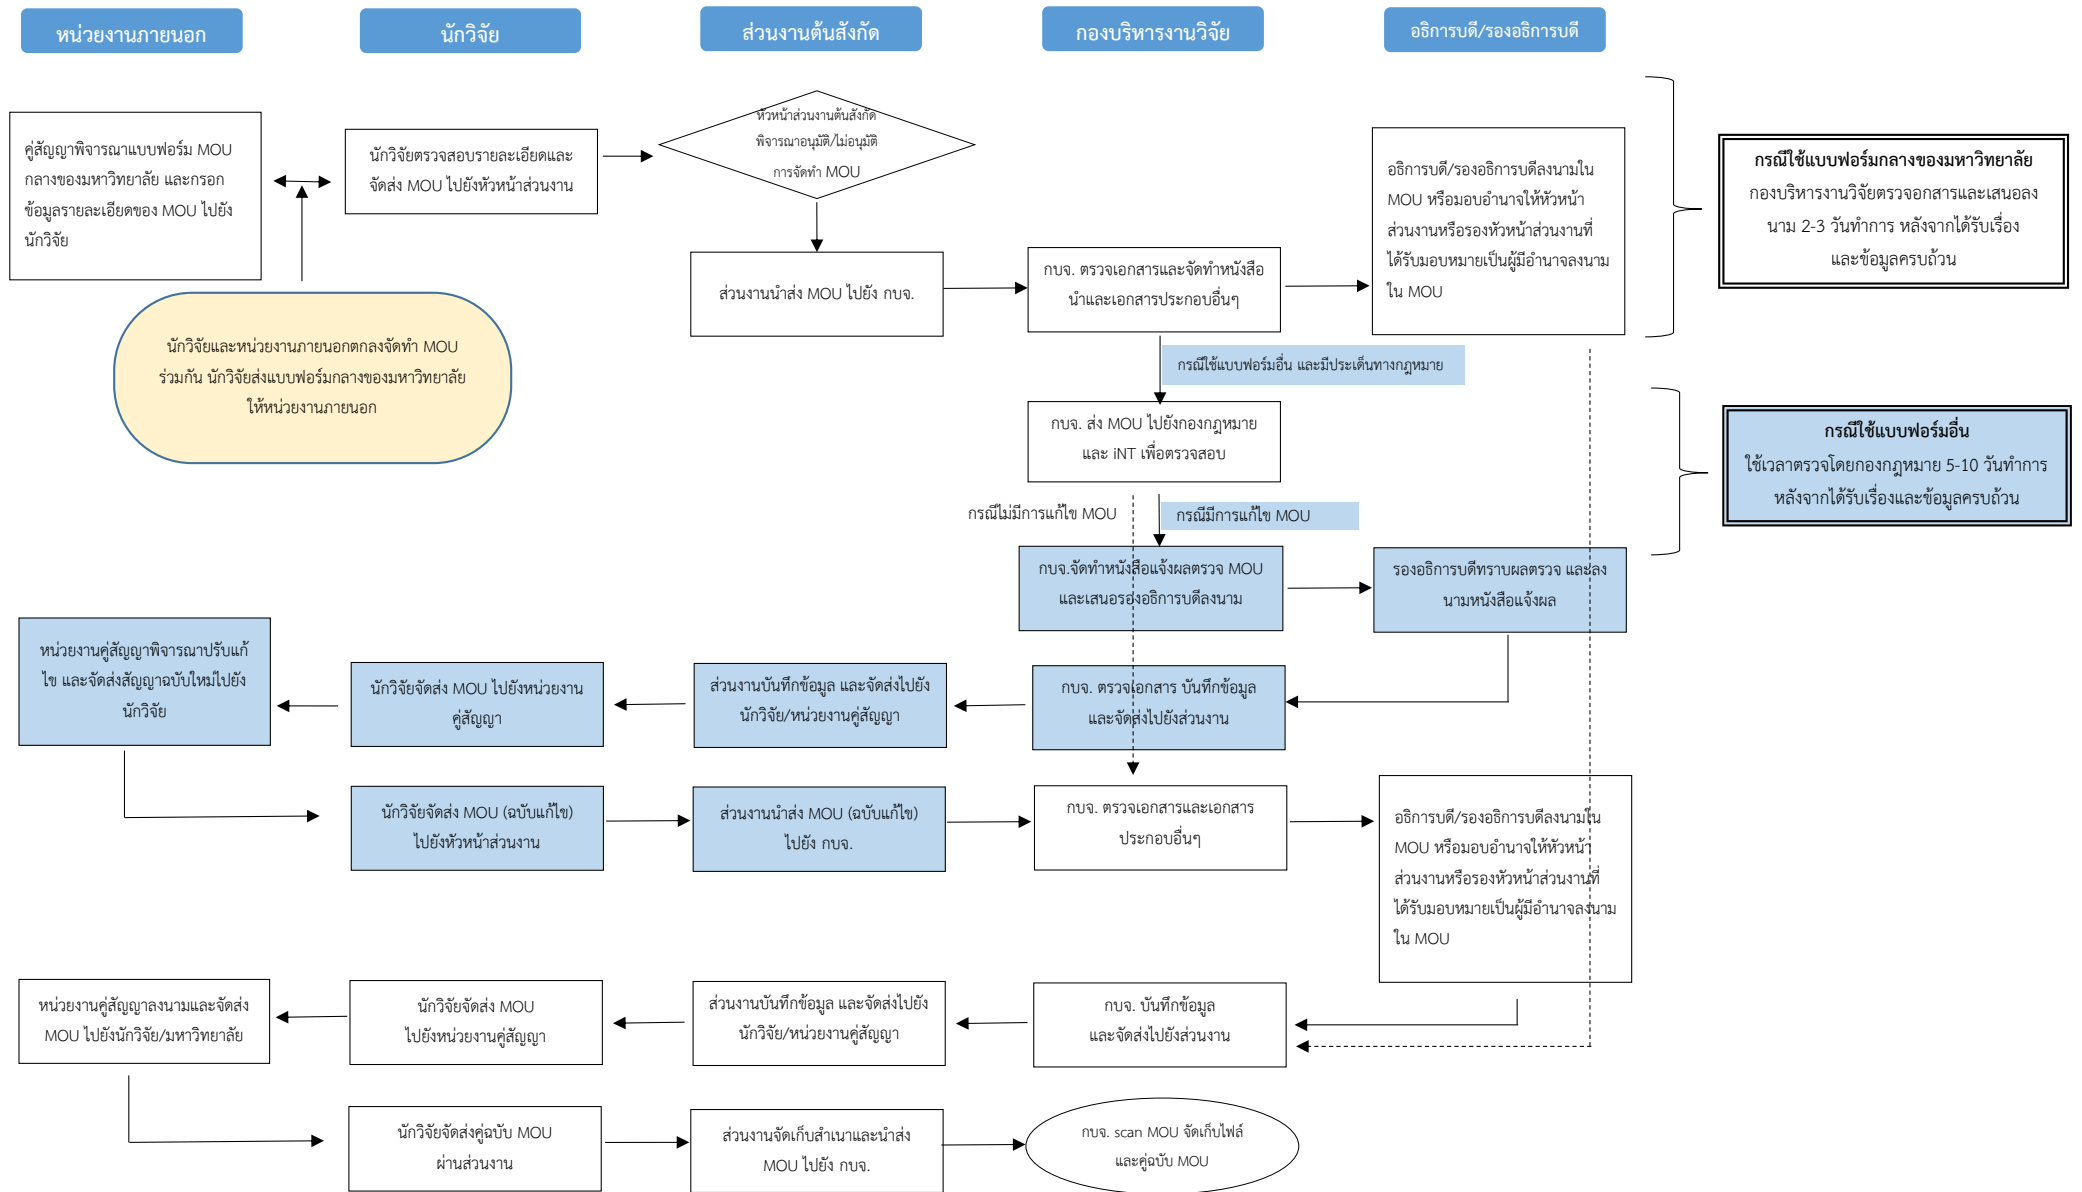 หน่วยงานภายนอก
นักวิจัย
ส่วนงานต้นสังกัด
กองบริหารงานวิจัย
อธิการบดี/รองอธิการบดี
คู่สัญญาพิจารณาแบบฟอร์ม MOU
กลางของมหาวิทยาลัย และกรอก
ข้อมูลรายละเอียดของ MOU ไปยัง
นักวิจัย
นักวิจัยตรวจสอบรายละเอียดและ
จัดส่ง MOU ไปยังหัวหน้าส่วนงาน
หัวหน้าส่วนงานต้นสังกัด
พิจารณาอนุมัติ/ไม่อนุมัติ
การจัดทำ MOU
อธิการบดี/รองอธิการบดีลงนามใน
MOU หรือมอบอำนาจให้หัวหน้า
ส่วนงานหรือรองหัวหน้าส่วนงานที่
ได้รับมอบหมายเป็นผู้มีอำนาจลงนาม
ใน MOU
กรณีใช้แบบฟอร์มกลางของมหาวิทยาลัย
กองบริหารงานวิจัยตรวจอกสารและเสนอลง
นาม 2-3 วันทำการ หลังจากได้รับเรื่อง
และข้อมูลครบถ้วน
ส่วนงานนำส่ง MOU ไปยัง กบจ.
กบจ. ตรวจเอกสารและจัดทำหนังสือ
นำและเอกสารประกอบอื่นๆ
นักวิจัยและหน่วยงานภายนอกตกลงจัดทำ MOU
ร่วมกัน นักวิจัยส่งแบบฟอร์มกลางของมหาวิทยาลัย
ให้หน่วยงานภายนอก
กรณีใช้แบบฟอร์มอื่น และมีประเด็นทางกฎหมาย
กบจ. ส่ง MOU ไปยังกองกฎหมาย
และ iNT เพื่อตรวจสอบ
กรณีใช้แบบฟอร์มอื่น
ใช้เวลาตรวจโดยกองกฎหมาย 5-10 วันทำการ
หลังจากได้รับเรื่องและข้อมูลครบถ้วน
กรณีไม่มีการแก้ไข MOU
กรณีมีการแก้ไข MOU
กบจ.จัดทำหนังสือแจ้งผลตรวจ MOU
และเสนอรองอธิการบดีลงนาม
รองอธิการบดีทราบผลตรวจ และลง
นามหนังสือแจ้งผล
หน่วยงานคู่สัญญาพิจารณาปรับแก้
ไข และจัดส่งสัญญาฉบับใหม่ไปยัง
นักวิจัย
นักวิจัยจัดส่ง MOU ไปยังหน่วยงาน
คู่สัญญา
ส่วนงานบันทึกข้อมูล และจัดส่งไปยัง
นักวิจัย/หน่วยงานคู่สัญญา
กบจ. ตรวจเอกสาร บันทึกข้อมูล
และจัดส่งไปยังส่วนงาน
นักวิจัยจัดส่ง MOU (ฉบับแก้ไข)
ไปยังหัวหน้าส่วนงาน
ส่วนงานนำส่ง MOU (ฉบับแก้ไข)
ไปยัง กบจ.
กบจ. ตรวจเอกสารและเอกสาร
ประกอบอื่นๆ
อธิการบดี/รองอธิการบดีลงนามใน
MOU หรือมอบอำนาจให้หัวหน้า
ส่วนงานหรือรองหัวหน้าส่วนงานที่
ได้รับมอบหมายเป็นผู้มีอำนาจลงนาม
ใน MOU
หน่วยงานคู่สัญญาลงนามและจัดส่ง
MOU ไปยังนักวิจัย/มหาวิทยาลัย
นักวิจัยจัดส่ง MOU
ไปยังหน่วยงานคู่สัญญา
ส่วนงานบันทึกข้อมูล และจัดส่งไปยัง
นักวิจัย/หน่วยงานคู่สัญญา
กบจ. บันทึกข้อมูล
และจัดส่งไปยังส่วนงาน
นักวิจัยจัดส่งคู่ฉบับ MOU
ผ่านส่วนงาน
ส่วนงานจัดเก็บสำเนาและนำส่ง
MOU ไปยัง กบจ.
กบจ. scan MOU จัดเก็บไฟล์
และคู่ฉบับ MOU